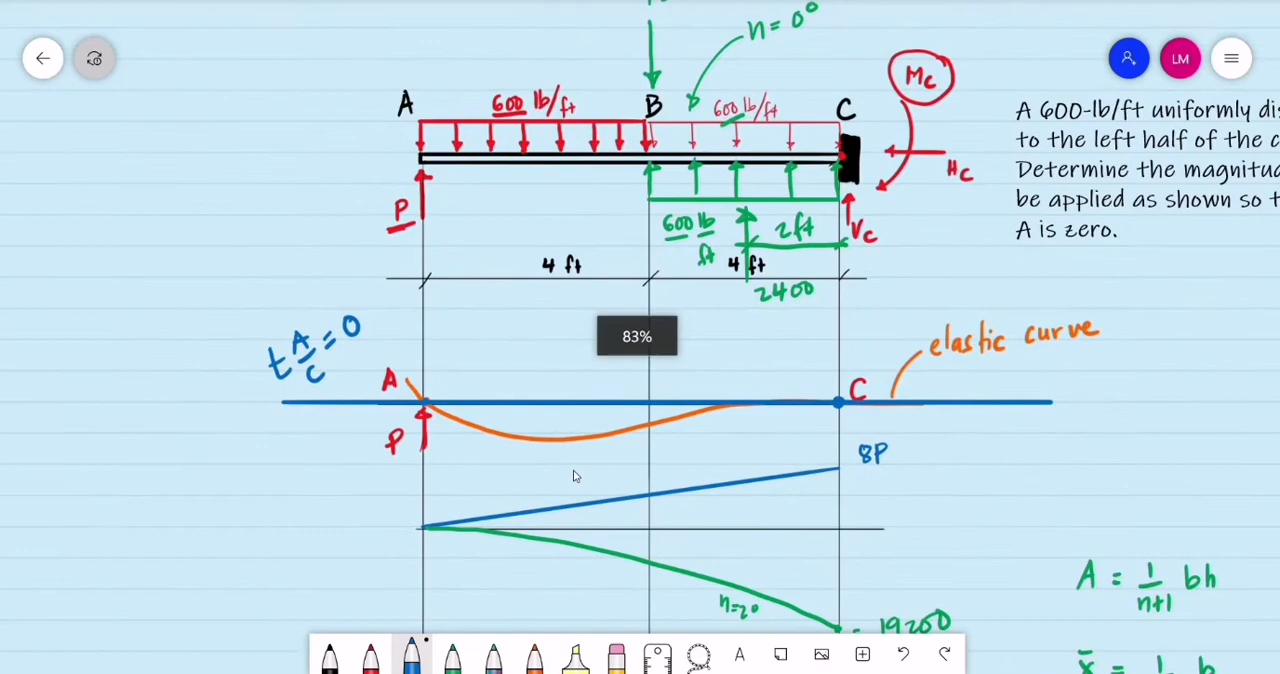 n = 0°
A
600 lb/ft
B
600 lb/ft
C
Mc
Hc
P
Vc
600 lb
ft
2ft
4 ft
4 ft
2400
LM
A 600-lb/ft uniformly dis
to the left half of the c
Determine the magnitu
be applied as shown so t
A is zero.
83%
t A/C = 0
A
C
elastic curve
P
8P
n=2°
- 19200
A = 1/n+1 bh
A